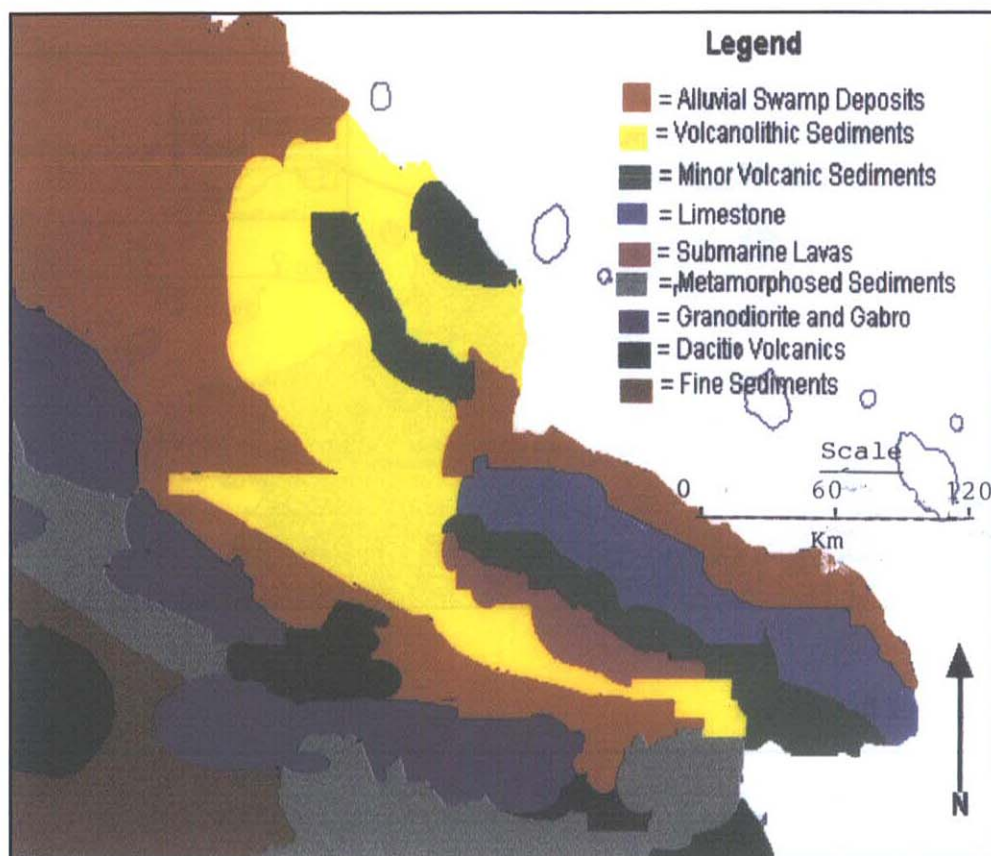 Legend
= Alluvial Swamp Deposits
= Volcanolithic Sediments
= Minor Volcanic Sediments
= Limestone
= Submarine Lavas
= Metamorphosed Sediments
= Granodiorite and Gabro
= Dacitic Volcanics
= Fine Sediments
Scale
0 60 120
Km
N